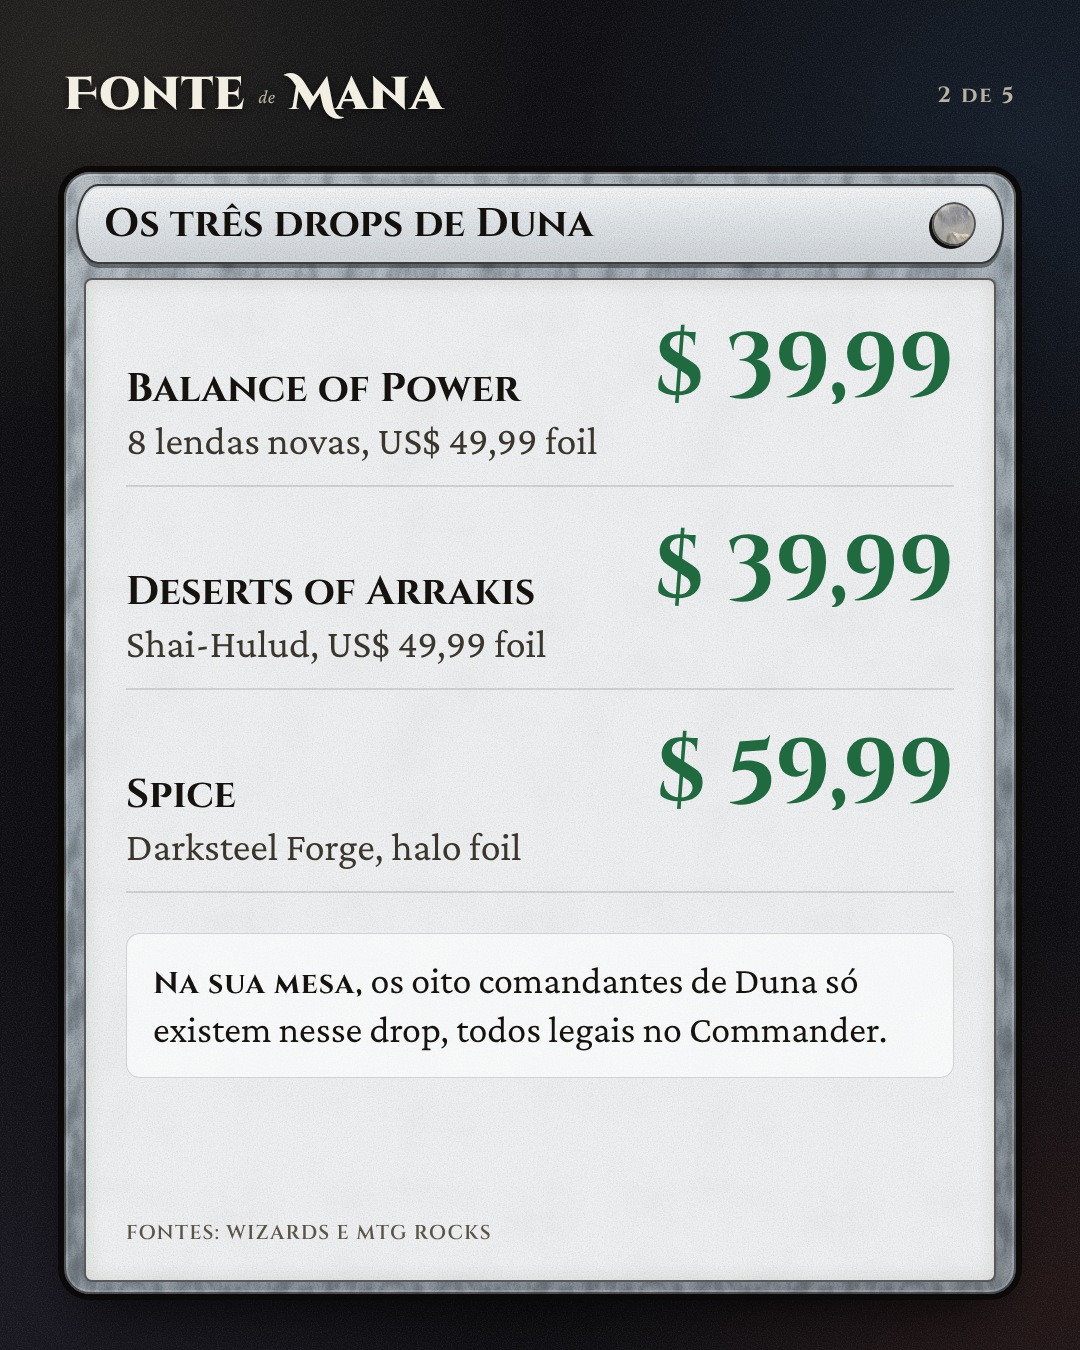 Fonte de Mana
2 DE 5
Os três drops de Duna
Balance of Power
$ 39,99
8 lendas novas, US$ 49,99 foil
Deserts of Arrakis
$ 39,99
Shai-Hulud, US$ 49,99 foil
Spice
$ 59,99
Darksteel Forge, halo foil
Na sua mesa, os oito comandantes de Duna só
existem nesse drop, todos legais no Commander.
FONTES: WIZARDS E MTG ROCKS